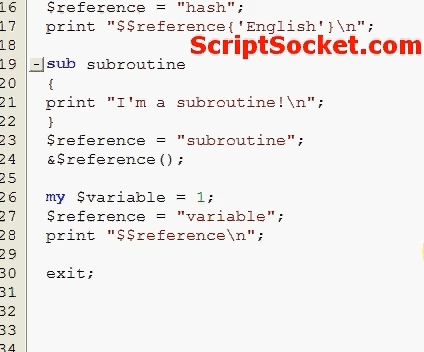 16 $reference = "hash";
17 print "$$reference{'English'}\n";
18 ScriptSocket.com
19 sub subroutine
20 {
21 print "I'm a subroutine!\n";
22 }
23 $reference = "subroutine";
24 &$reference();
25
26 my $variable = 1;
27 $reference = "variable";
28 print "$$reference\n";
29
30 exit;
31
32
33
34